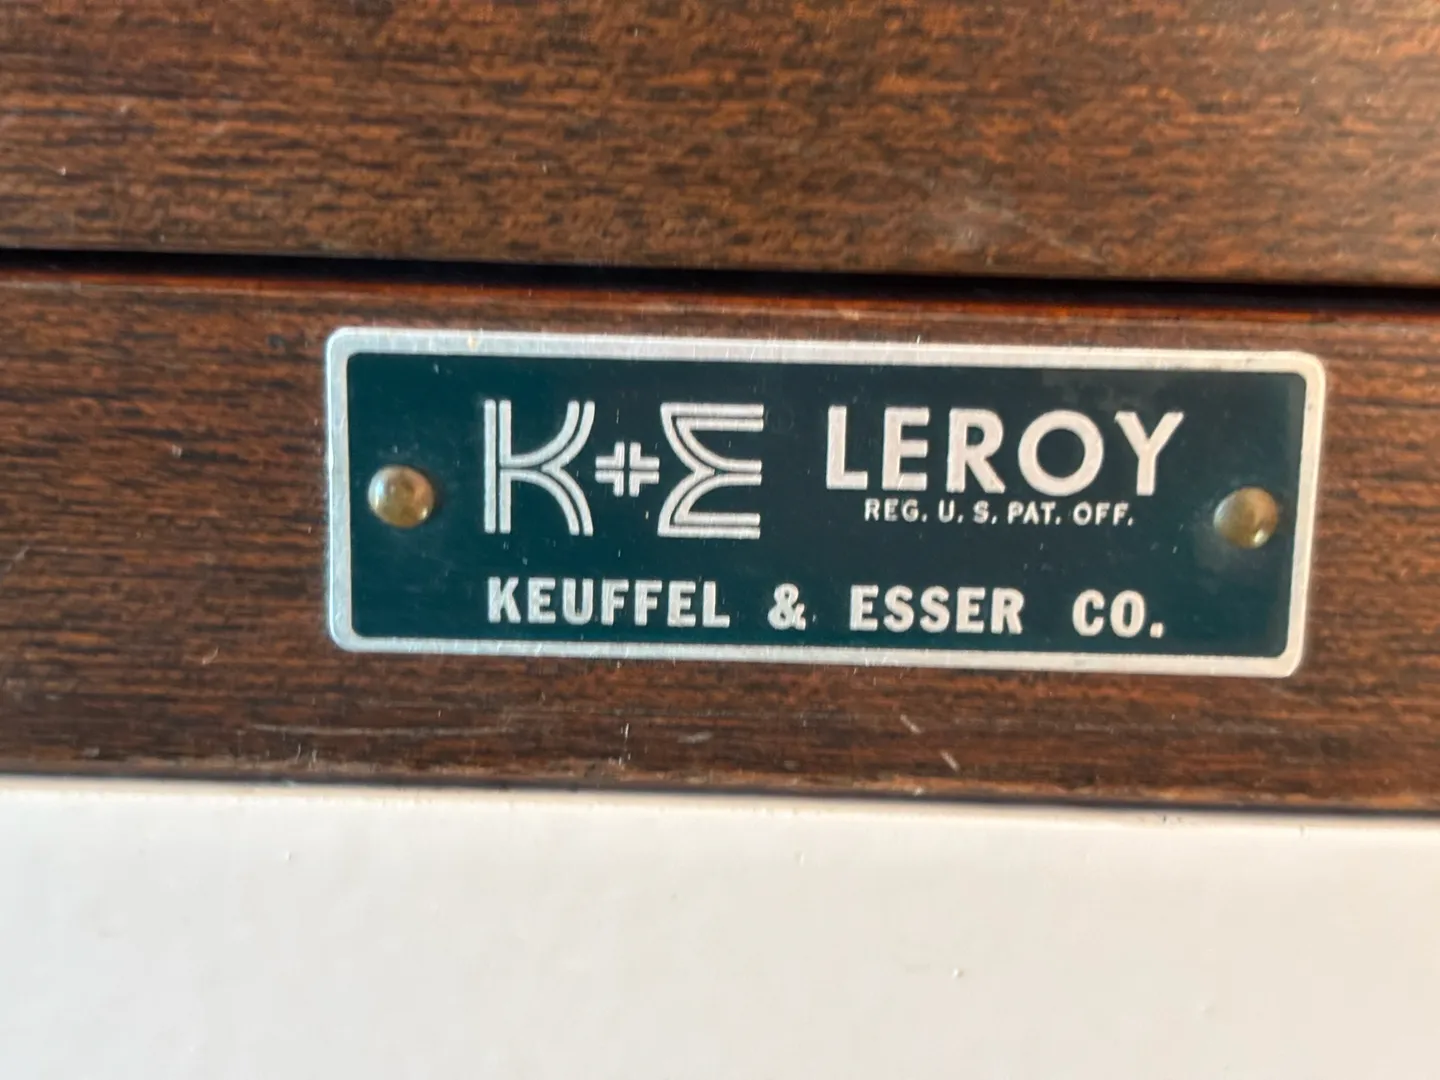 K+E LEROY
REG. U. S. PAT. OFF.
KEUFFEL & ESSER CO.